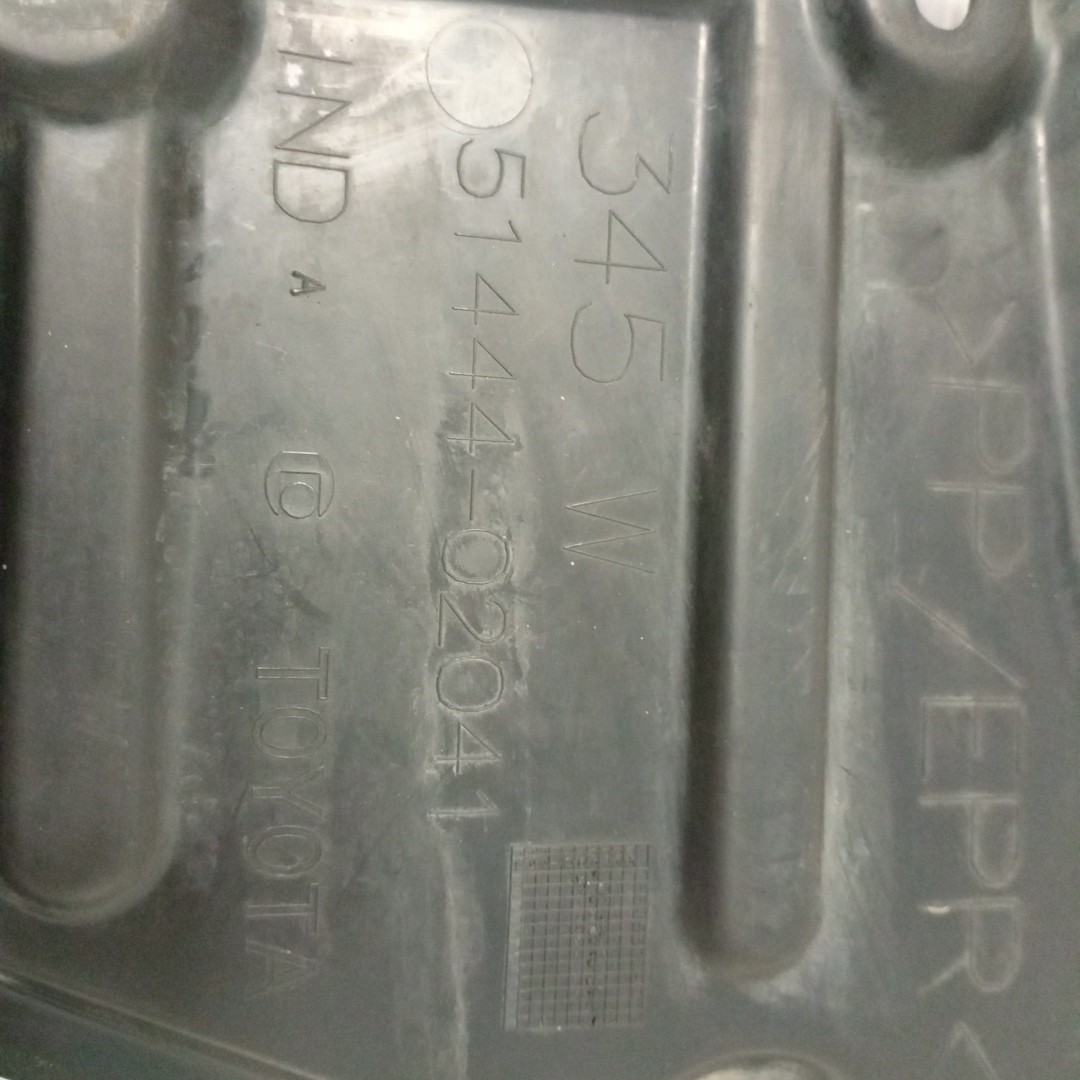 >PP/EPR<
345 W
51444-02041
IND A TOYOTA